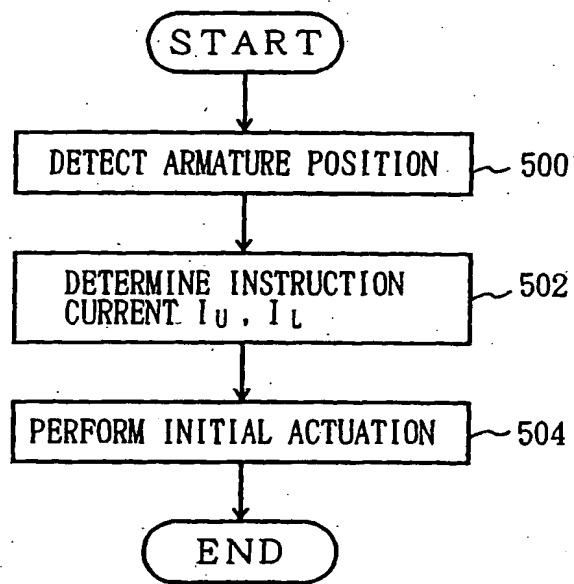 START
DETECT ARMATURE POSITION
500
DETERMINE INSTRUCTION
CURRENT IU, IL
502
PERFORM INITIAL ACTUATION
504
END